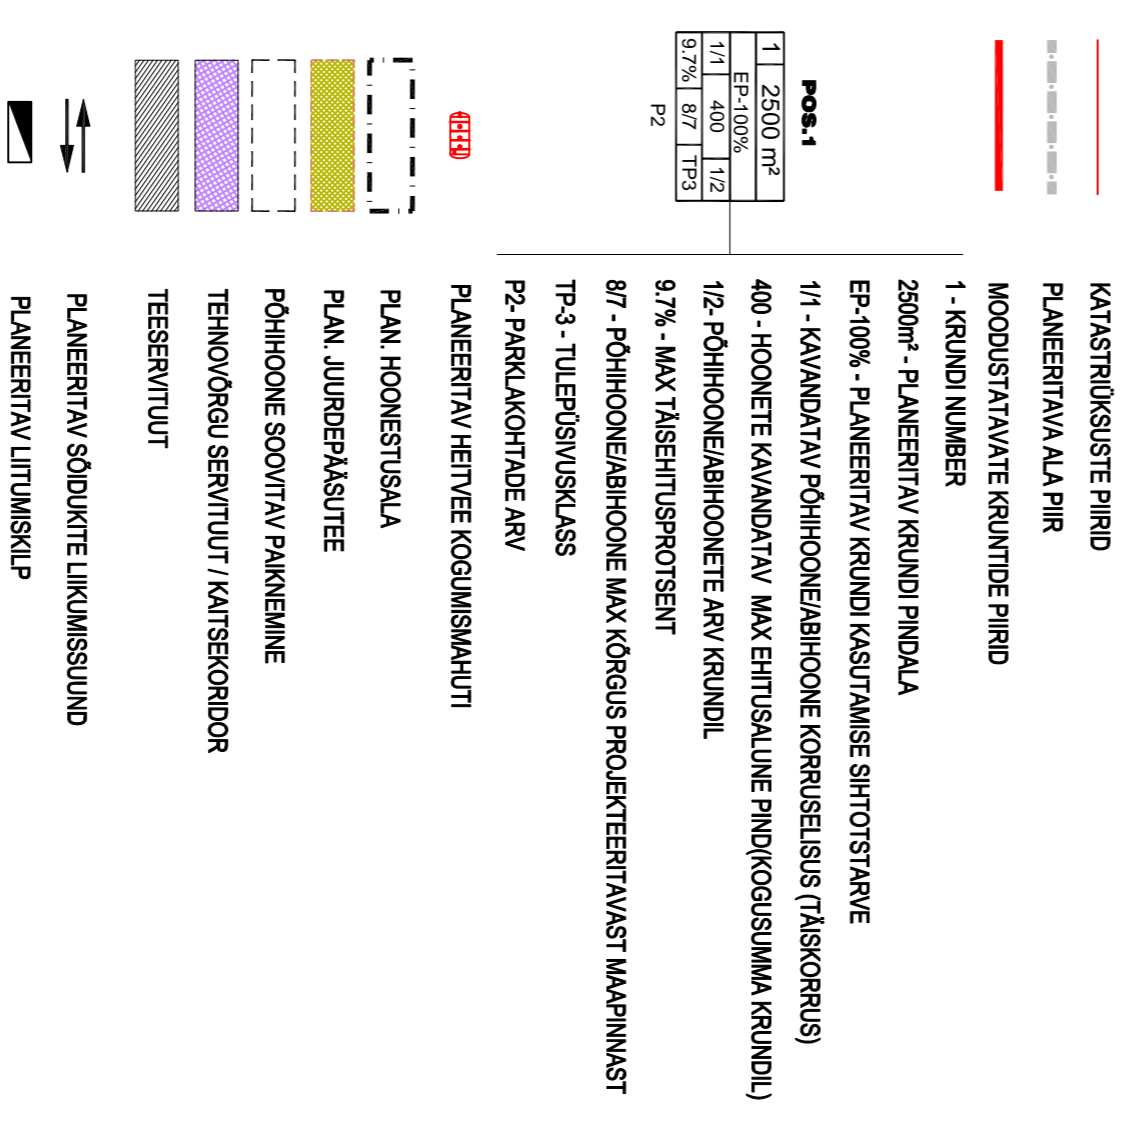 KATASTRIÜKSUSTE PIIRID
PLANEERITAVA ALA PIIR
MOODUSTATAVATE KRUNTIDE PIIRID
POS.1
1 2500 m²
EP-100%
1/1 400 1/2
9.7% 8/7 TP3
P2
1 - KRUNDI NUMBER
2500m² - PLANEERITAV KRUNDI PINDALA
EP-100% - PLANEERITAV KRUNDI KASUTAMISE SIHTOTSTARVE
1/1 - KAVANDATAV PÕHIHOONE/ABIHOONE KORRUSELISUS (TÄISKORRUS)
400 - HOONETE KAVANDATAV MAX EHITUSALUNE PIND(KOGUSUMMA KRUNDIL)
1/2- PÕHIHOONE/ABIHOONETE ARV KRUNDIL
9.7% - MAX TÄISEHITUSPROTSENT
8/7 - PÕHIHOONE/ABIHOONE MAX KÕRGUS PROJEKTEERITAVAST MAAPINNAST
TP-3 - TULEPÜSIVUSKLASS
P2- PARKLAKOHTADE ARV
PLANEERITAV HEITVEE KOGUMISMAHUTI
PLAN. HOONESTUSALA
PLAN. JUURDEPÄÄSUTEE
PÕHIHOONE SOOVITAV PAIKNEMINE
TEHNOVÕRGU SERVITUUT / KAITSEKORIDOR
TEESERVITUUT
PLANEERITAV SÕIDUKITE LIIKUMISSUUND
PLANEERITAV LIITUMISKILP